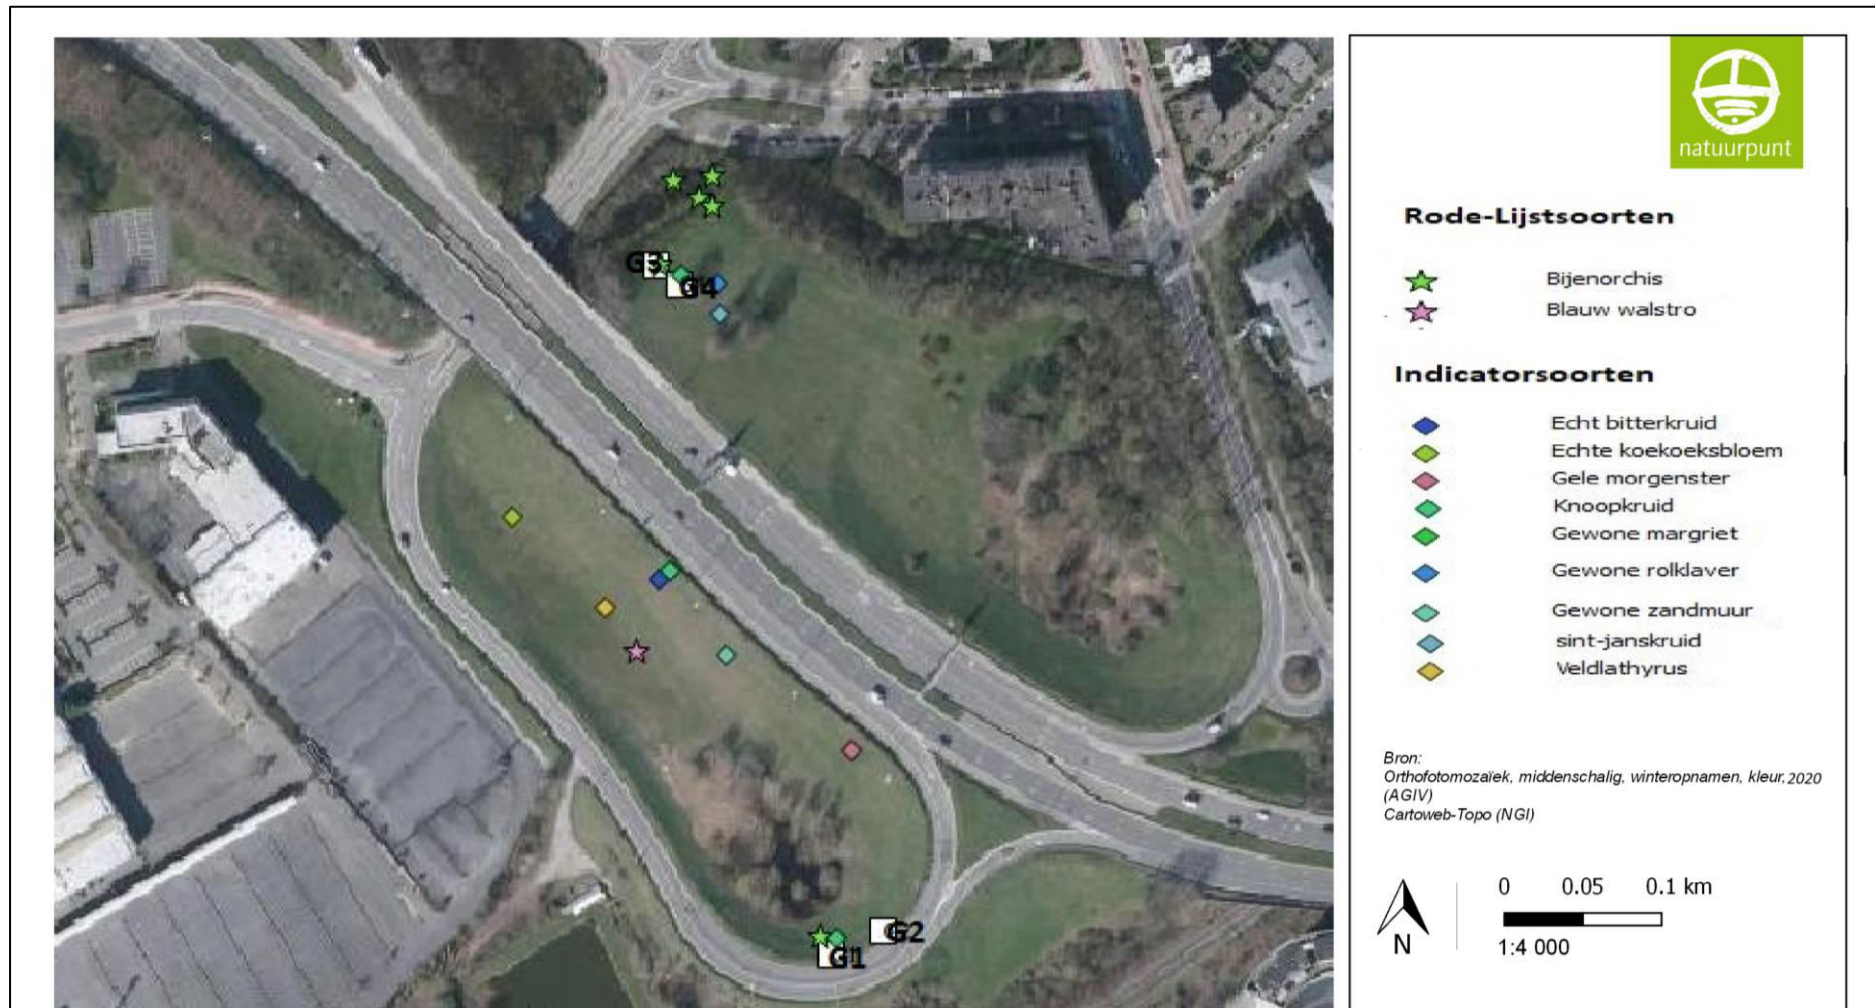 G3
G4
G2
G1
natuurpunt
Rode-Lijstsoorten
Bijenorchis
Blauw walstro
Indicatorsoorten
Echt bitterkruid
Echte koekoeksbloem
Gele morgenster
Knoopkruid
Gewone margriet
Gewone rolklaver
Gewone zandmuur
sint-janskruid
Veldlathyrus
Bron:
Orthofotomozaïek, middenschalig, winteropnamen, kleur,2020
(AGIV)
Cartoweb-Topo (NGI)
0 0.05 0.1 km
N
1:4 000